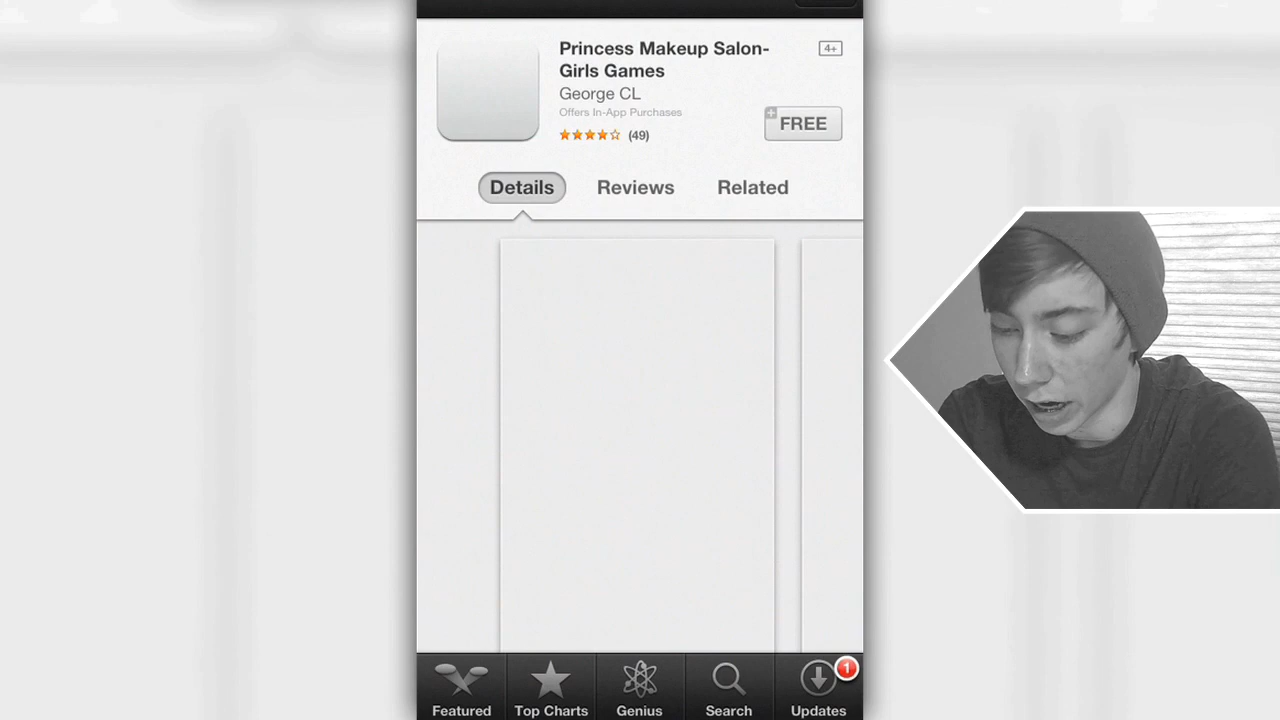 Princess Makeup Salon-
Girls Games
4+
George CL
Offers In-App Purchases
(49)
FREE
Details Reviews Related
1
Featured Top Charts Genius Search Updates